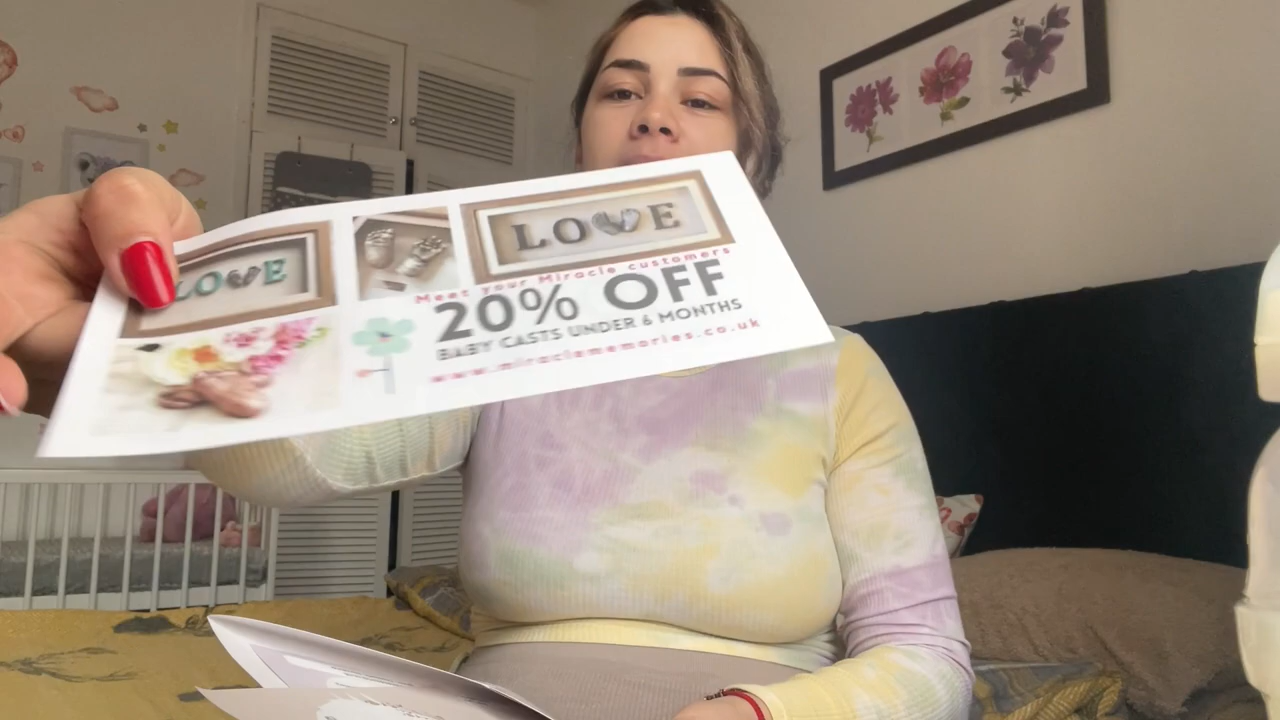 LOVE
LOVE
Meet your Miracle customers
20% OFF
BABY CASTS UNDER 6 MONTHS
www.miraclememories.co.uk